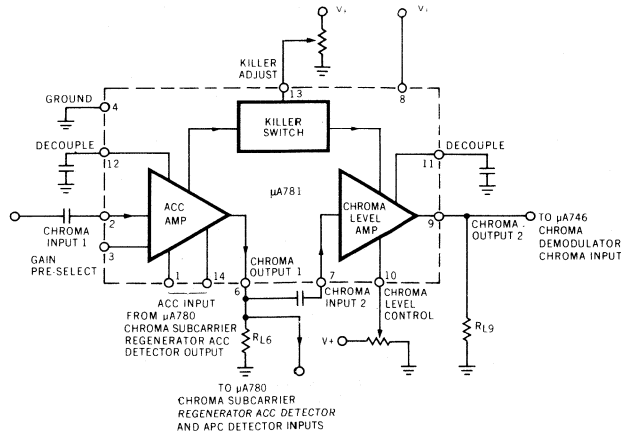 V+
V+
KILLER
ADJUST
13
8
GROUND
4
KILLER
SWITCH
DECOUPLE
12
DECOUPLE
11
μA781
ACC
AMP
CHROMA
LEVEL
AMP
2
CHROMA
INPUT 1
3
GAIN
PRE-SELECT
9
CHROMA
OUTPUT 2
TO μA746
CHROMA
DEMODULATOR
CHROMA INPUT
1
14
CHROMA
OUTPUT 1
6
7
CHROMA
INPUT 2
10
CHROMA
LEVEL
CONTROL
ACC INPUT
FROM μA780
CHROMA SUBCARRIER
REGENERATOR ACC
DETECTOR OUTPUT
RL6
V+
RL9
TO μA780
CHROMA SUBCARRIER
REGENERATOR ACC DETECTOR
AND APC DETECTOR INPUTS